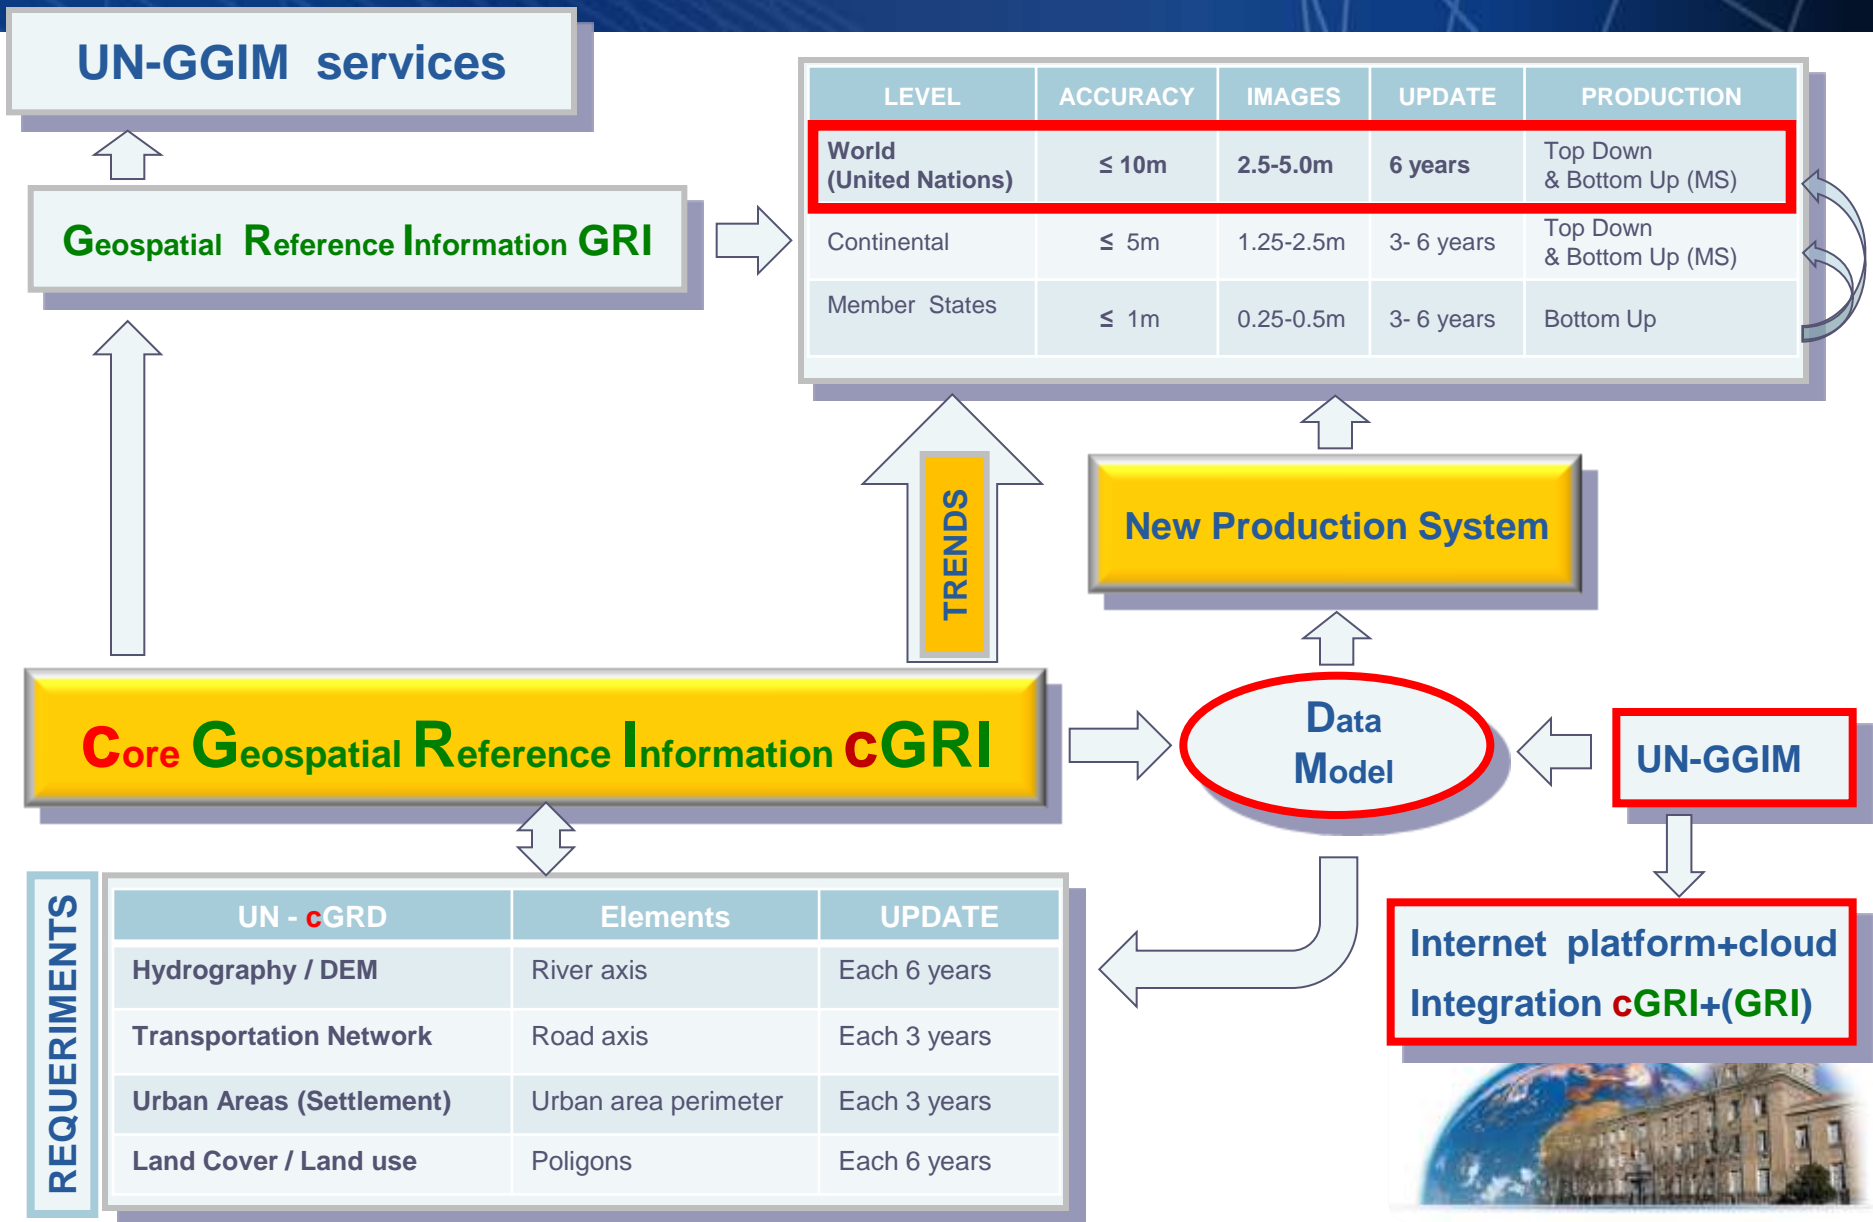 UN-GGIM services
Geospatial Reference Information GRI
LEVEL ACCURACY IMAGES UPDATE PRODUCTION
World (United Nations) ≤ 10m 2.5-5.0m 6 years Top Down & Bottom Up (MS)
Continental ≤ 5m 1.25-2.5m 3- 6 years Top Down & Bottom Up (MS)
Member States ≤ 1m 0.25-0.5m 3- 6 years Bottom Up
TRENDS
New Production System
Core Geospatial Reference Information cGRI
Data
Model
UN-GGIM
REQUERIMENTS
UN - cGRD Elements UPDATE
Hydrography / DEM River axis Each 6 years
Transportation Network Road axis Each 3 years
Urban Areas (Settlement) Urban area perimeter Each 3 years
Land Cover / Land use Poligons Each 6 years
Internet platform+cloud
Integration cGRI+(GRI)